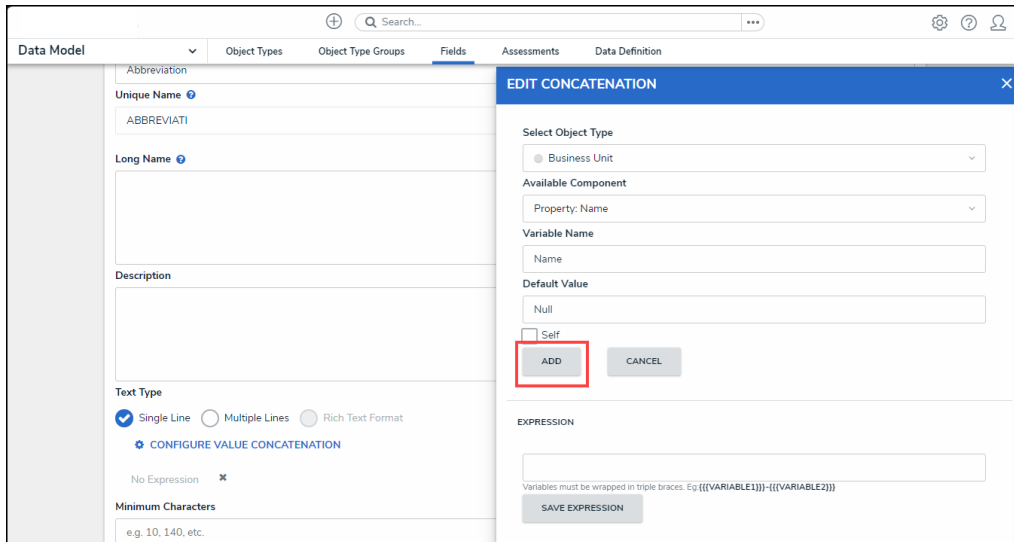 Search...
Data Model
Object Types
Object Type Groups
Fields
Assessments
Data Definition
Abbreviation
Unique Name
ABBREVIATI
Long Name
Description
Text Type
Single Line
Multiple Lines
Rich Text Format
CONFIGURE VALUE CONCATENATION
No Expression
Minimum Characters
e.g. 10, 140, etc.
EDIT CONCATENATION
Select Object Type
Business Unit
Available Component
Property: Name
Variable Name
Name
Default Value
Null
Self
ADD
CANCEL
EXPRESSION
Variables must be wrapped in triple braces. Eg:{{{VARIABLE1}}}-{{{VARIABLE2}}}
SAVE EXPRESSION